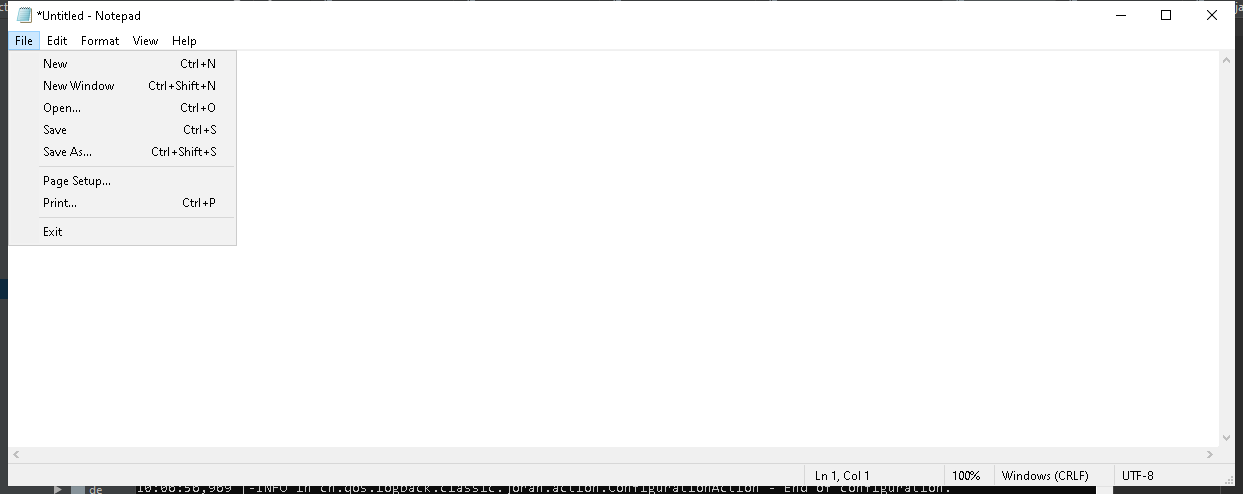 *Untitled - Notepad
File Edit Format View Help
New Ctrl+N
New Window Ctrl+Shift+N
Open... Ctrl+O
Save Ctrl+S
Save As... Ctrl+Shift+S
Page Setup...
Print... Ctrl+P
Exit
Ln 1, Col 1 100% Windows (CRLF) UTF-8
de 10:06:56,969 |-INFO in ch.qos.logback.classic.joran.action.ConfigurationAction - End of configuration.